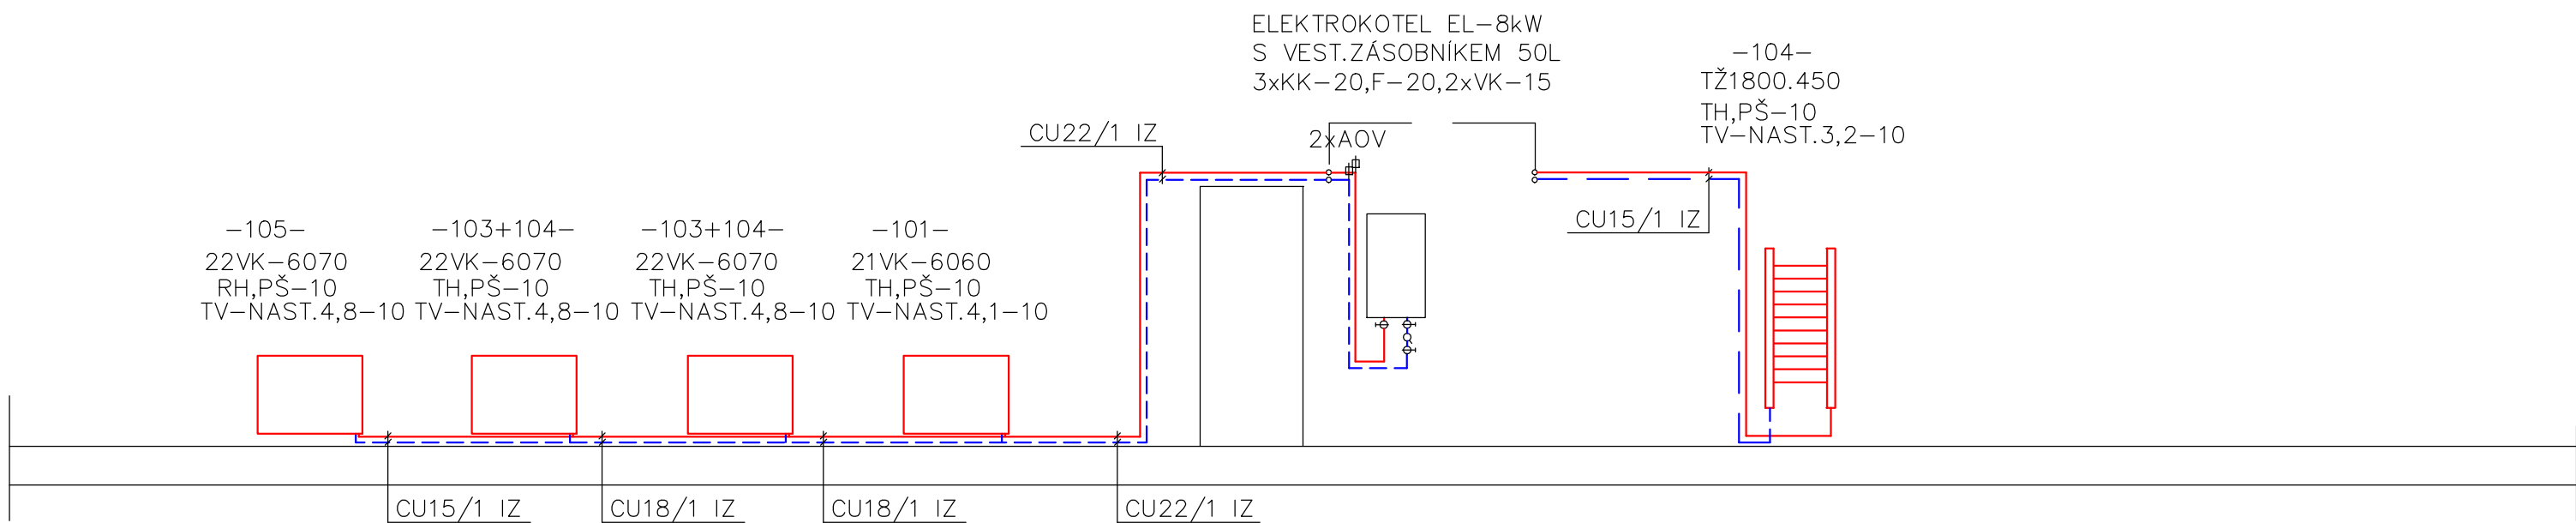 ELEKTROKOTEL EL-8kW
S VEST.ZÁSOBNÍKEM 50L
3xKK-20,F-20,2xVK-15
-104-
TŽ1800.450
TH,PŠ-10
TV-NAST.3,2-10
CU22/1 IZ
2xAOV
CU15/1 IZ
-105-
22VK-6070
RH,PŠ-10
TV-NAST.4,8-10
-103+104-
22VK-6070
TH,PŠ-10
TV-NAST.4,8-10
-103+104-
22VK-6070
TH,PŠ-10
TV-NAST.4,8-10
-101-
21VK-6060
TH,PŠ-10
TV-NAST.4,1-10
CU15/1 IZ
CU18/1 IZ
CU18/1 IZ
CU22/1 IZ